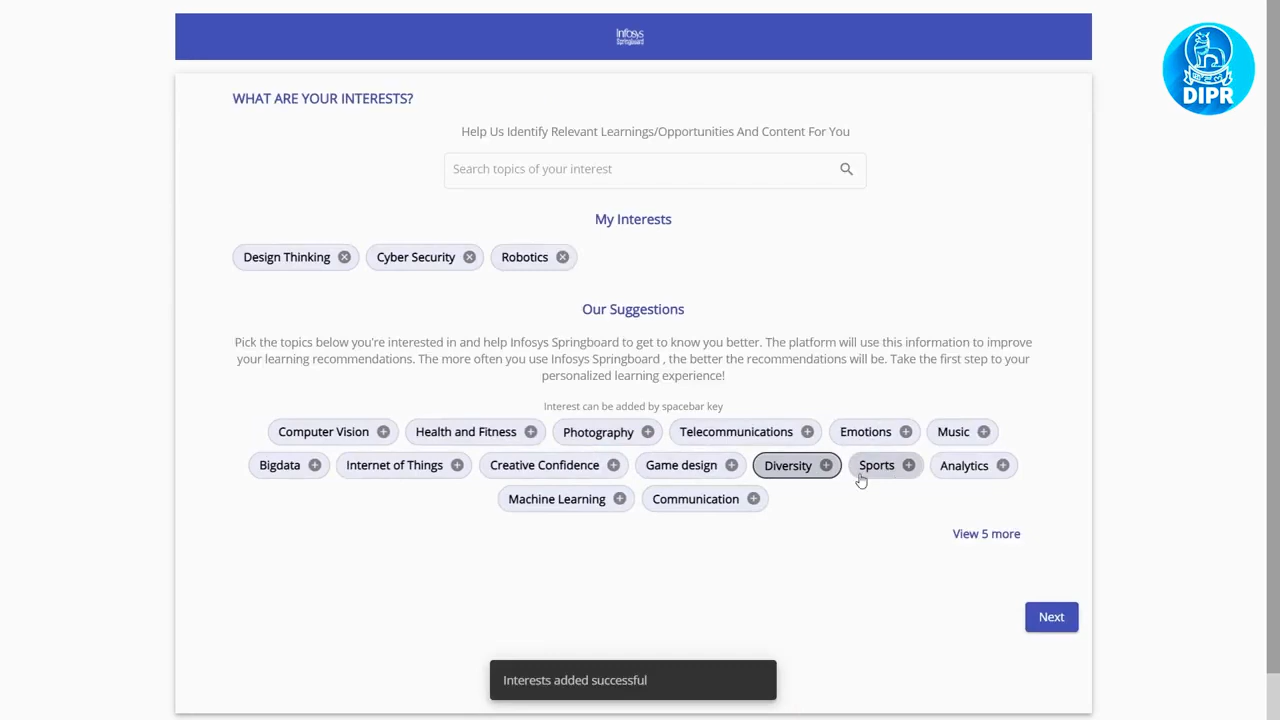 Infosys
Springboard
DIPR
WHAT ARE YOUR INTERESTS?
Help Us Identify Relevant Learnings/Opportunities And Content For You
Search topics of your interest
My Interests
Design Thinking Cyber Security Robotics
Our Suggestions
Pick the topics below you're interested in and help Infosys Springboard to get to know you better. The platform will use this information to improve
your learning recommendations. The more often you use Infosys Springboard , the better the recommendations will be. Take the first step to your
personalized learning experience!
Interest can be added by spacebar key
Computer Vision Health and Fitness Photography Telecommunications Emotions Music
Bigdata Internet of Things Creative Confidence Game design Diversity Sports Analytics
Machine Learning Communication
View 5 more
Next
Interests added successful